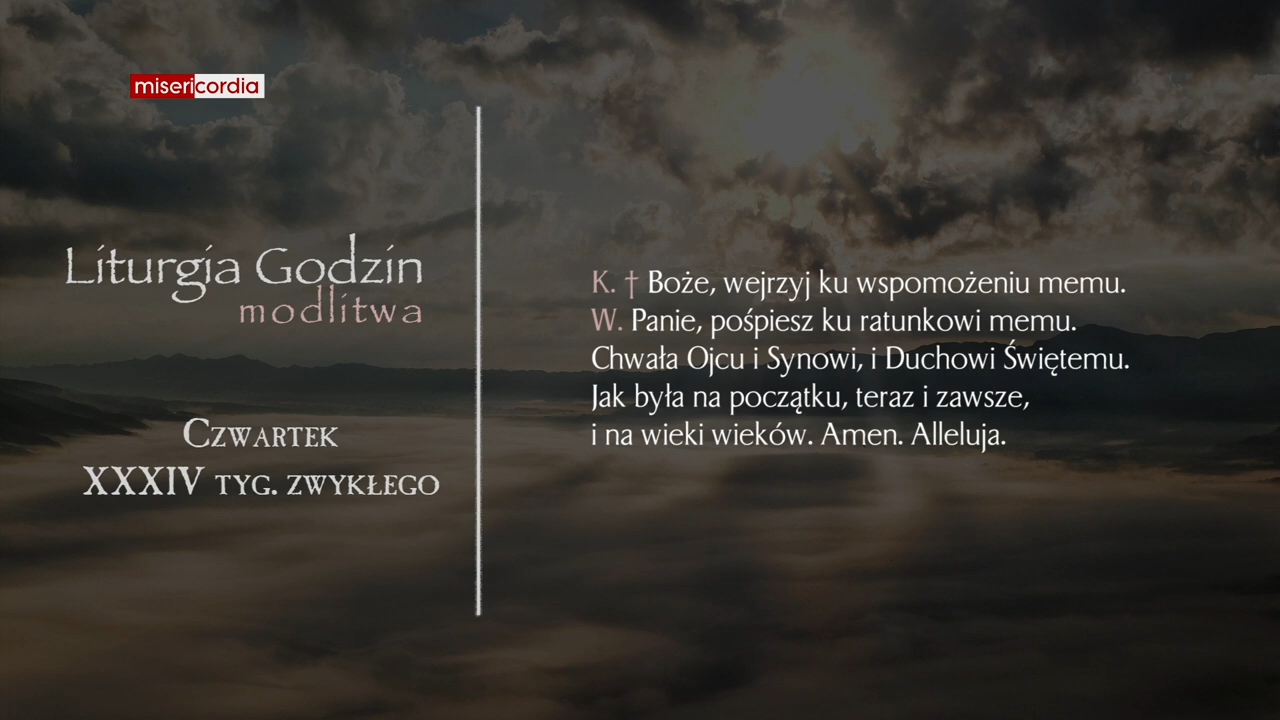 misericordia
Liturgia Godzin
modlitwa
Czwartek
XXXIV tyg. zwykłego
K. † Boże, wejrzyj ku wspomożeniu memu.
W. Panie, pośpiesz ku ratunkowi memu.
Chwała Ojcu i Synowi, i Duchowi Świętemu.
Jak była na początku, teraz i zawsze,
i na wieki wieków. Amen. Alleluja.